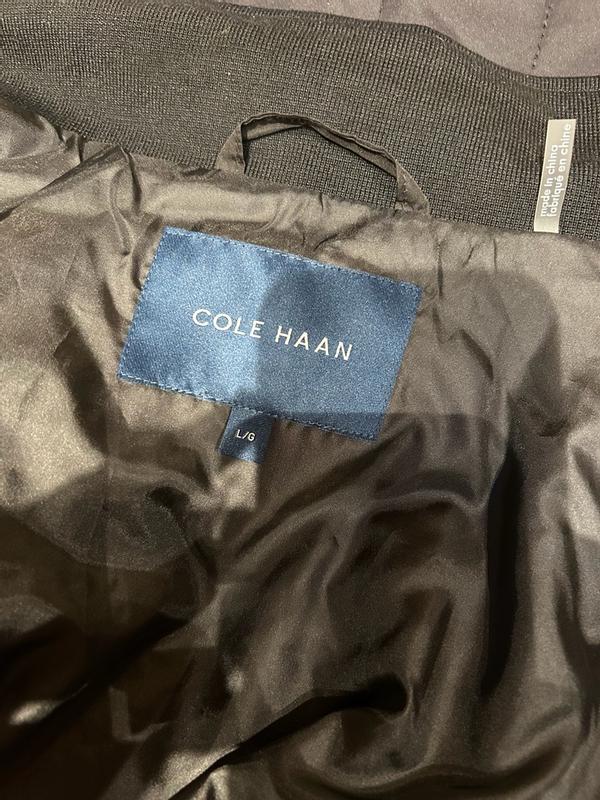 COLE HAAN
L/G
made in china
fabriqué en chine